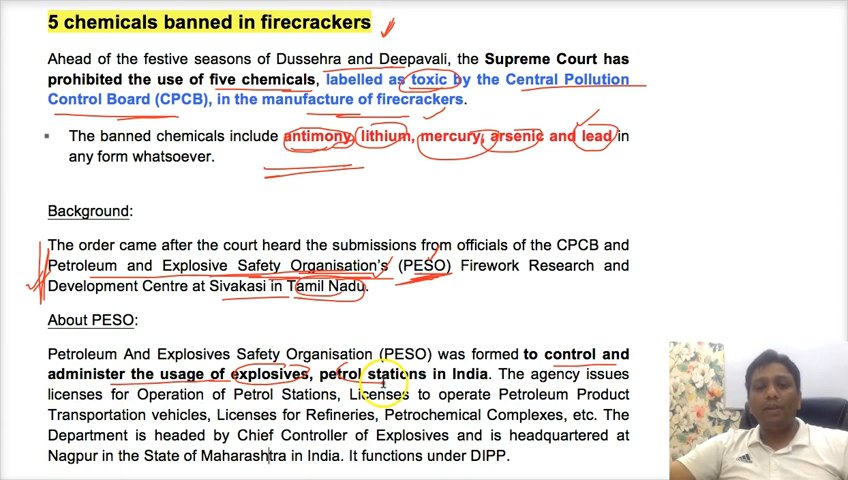 5 chemicals banned in firecrackers
Ahead of the festive seasons of Dussehra and Deepavali, the Supreme Court has
prohibited the use of five chemicals, labelled as toxic by the Central Pollution
Control Board (CPCB), in the manufacture of firecrackers.
▪ The banned chemicals include antimony, lithium, mercury, arsenic and lead in
any form whatsoever.
Background:
The order came after the court heard the submissions from officials of the CPCB and
Petroleum and Explosive Safety Organisation's (PESO) Firework Research and
Development Centre at Sivakasi in Tamil Nadu.
About PESO:
Petroleum And Explosives Safety Organisation (PESO) was formed to control and
administer the usage of explosives, petrol stations in India. The agency issues
licenses for Operation of Petrol Stations, Licenses to operate Petroleum Product
Transportation vehicles, Licenses for Refineries, Petrochemical Complexes, etc. The
Department is headed by Chief Controller of Explosives and is headquartered at
Nagpur in the State of Maharashtra in India. It functions under DIPP.